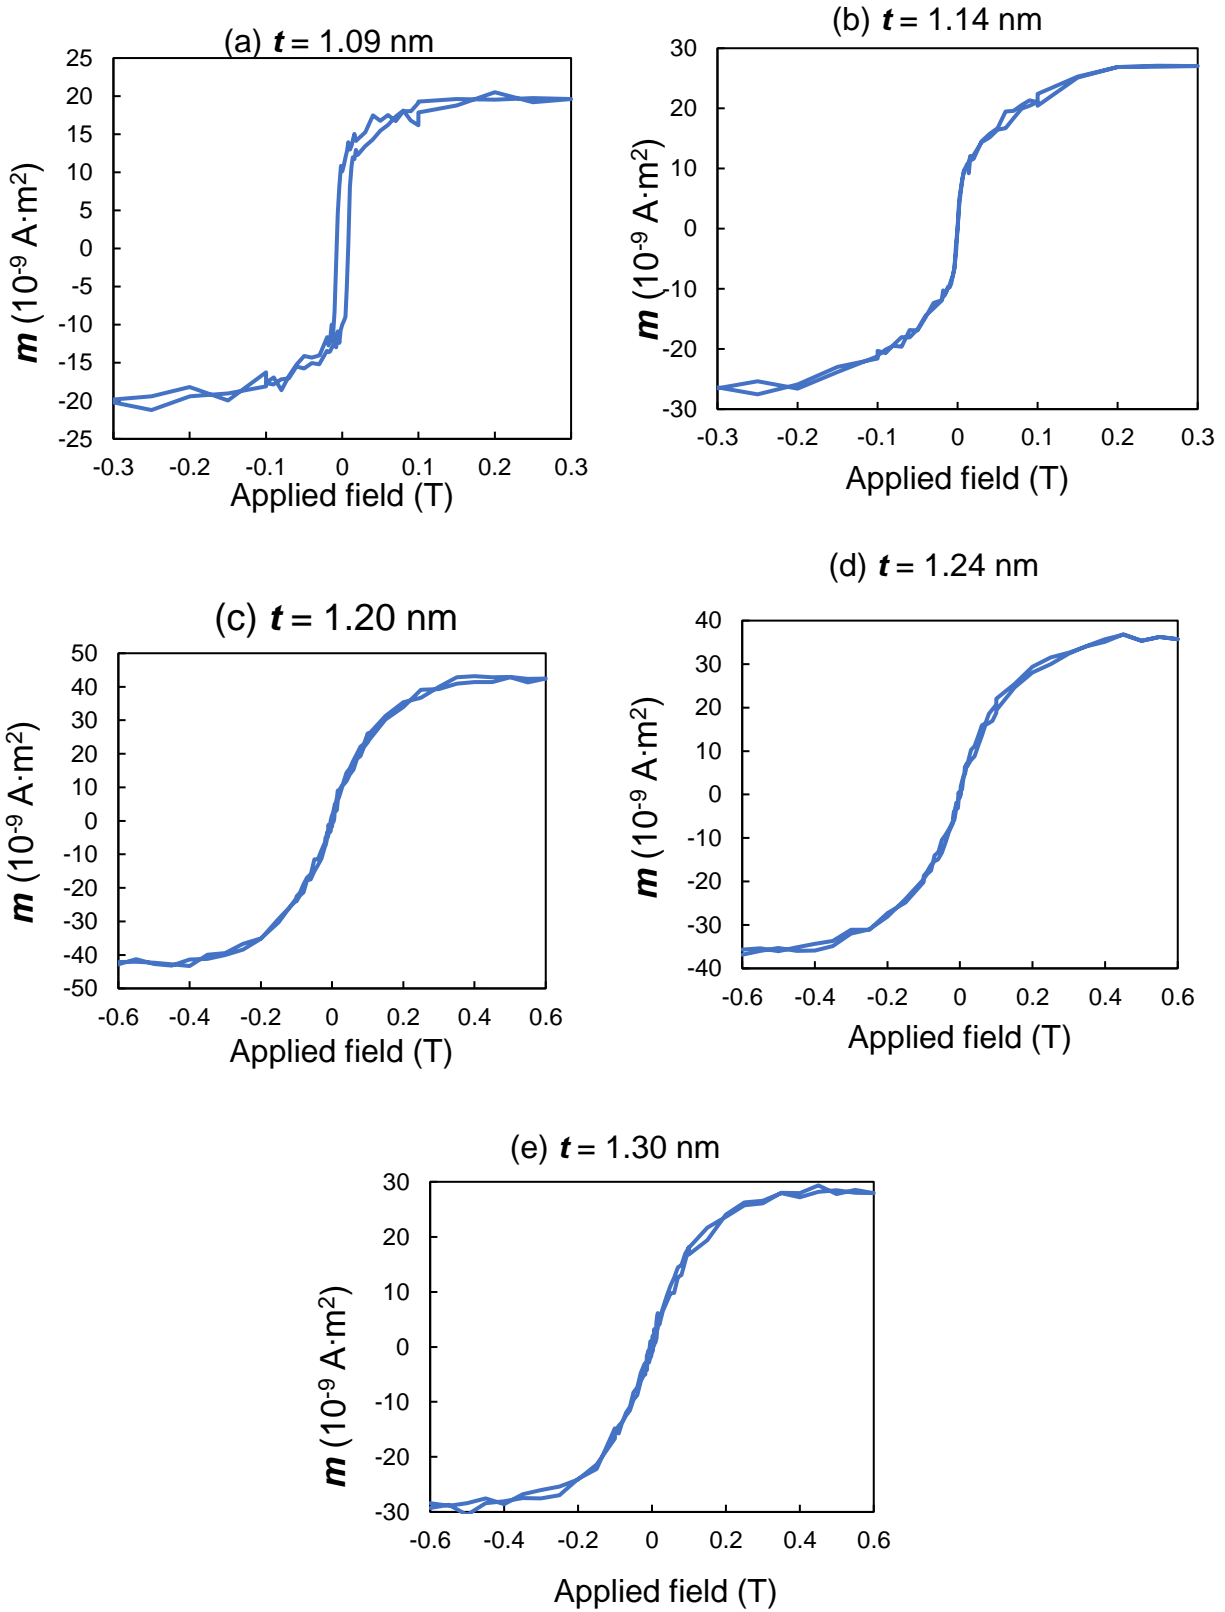 (a) t = 1.09 nm
25
20
15
10
5
0
-5
-10
-15
-20
-25
m (10-9 A·m2)
-0.3 -0.2 -0.1 0 0.1 0.2 0.3
Applied field (T)
(b) t = 1.14 nm
30
20
10
0
-10
-20
-30
m (10-9 A·m2)
-0.3 -0.2 -0.1 0 0.1 0.2 0.3
Applied field (T)
(c) t = 1.20 nm
50
40
30
20
10
0
-10
-20
-30
-40
-50
m (10-9 A·m2)
-0.6 -0.4 -0.2 0 0.2 0.4 0.6
Applied field (T)
(d) t = 1.24 nm
40
30
20
10
0
-10
-20
-30
-40
m (10-9 A·m2)
-0.6 -0.4 -0.2 0 0.2 0.4 0.6
Applied field (T)
(e) t = 1.30 nm
30
20
10
0
-10
-20
-30
m (10-9 A·m2)
-0.6 -0.4 -0.2 0 0.2 0.4 0.6
Applied field (T)